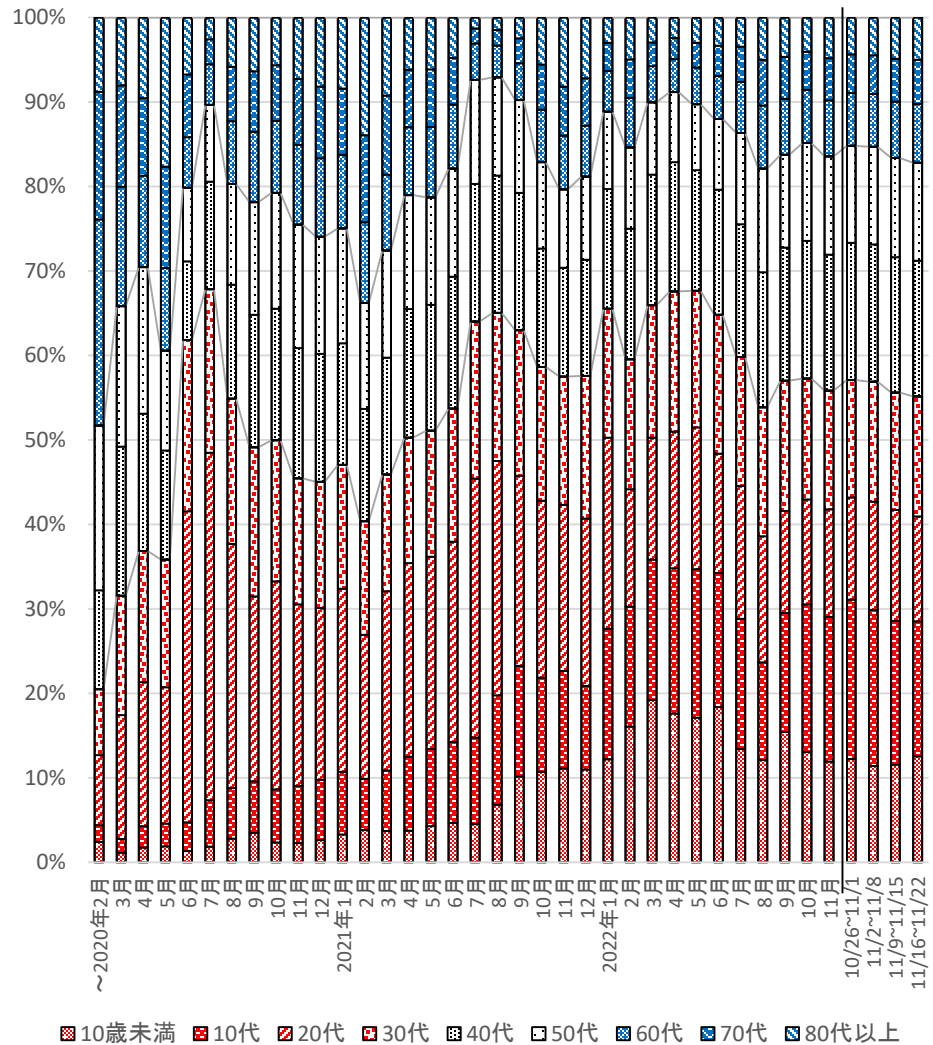 100%
90%
80%
70%
60%
50%
40%
30%
20%
10%
0%
～2020年2月
3月
4月
5月
6月
7月
8月
9月
10月
11月
12月
2021年1月
2月
3月
4月
5月
6月
7月
8月
9月
10月
11月
12月
2022年1月
2月
3月
4月
5月
6月
7月
8月
9月
10月
11月
10/26~11/1
11/2~11/8
11/9~11/15
11/16~11/22
10歳未満 10代 20代 30代 40代 50代 60代 70代 80代以上